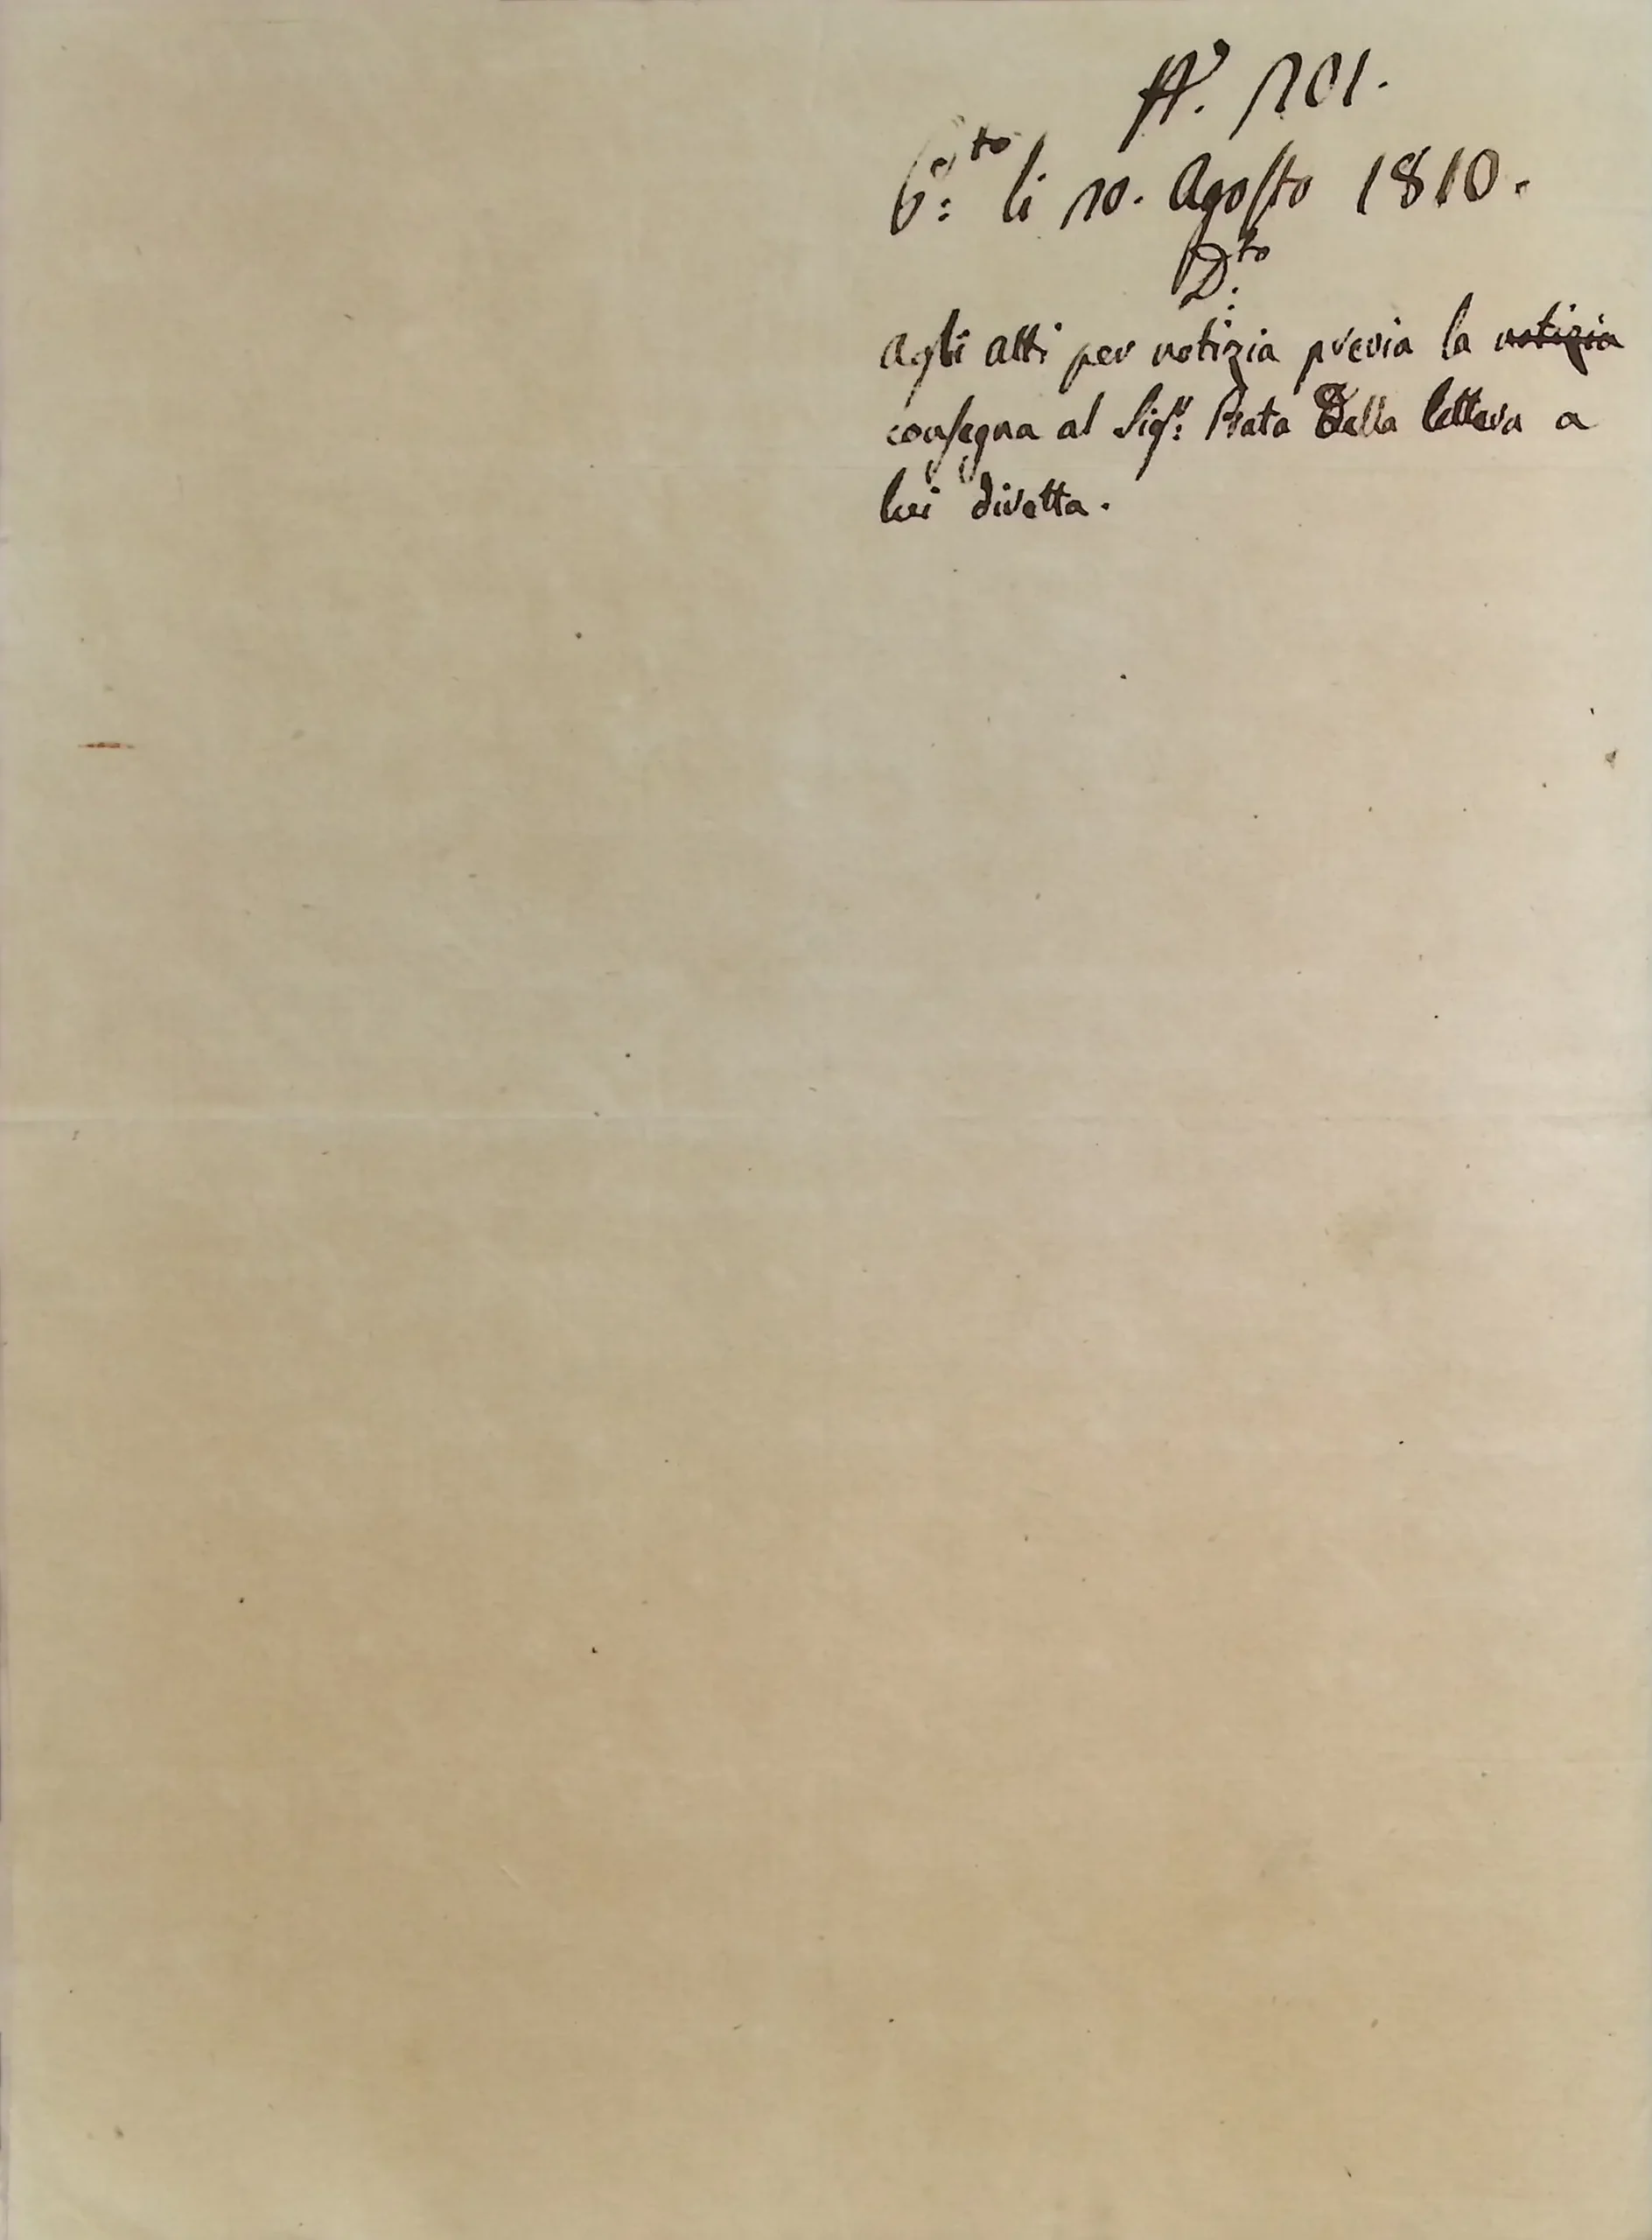 N.º 101.
li 10. Agosto 1810.
D.to
Agli atti per notizia previa la notizia
consegna al Sig.r Prata della lettera a
lui diretta.